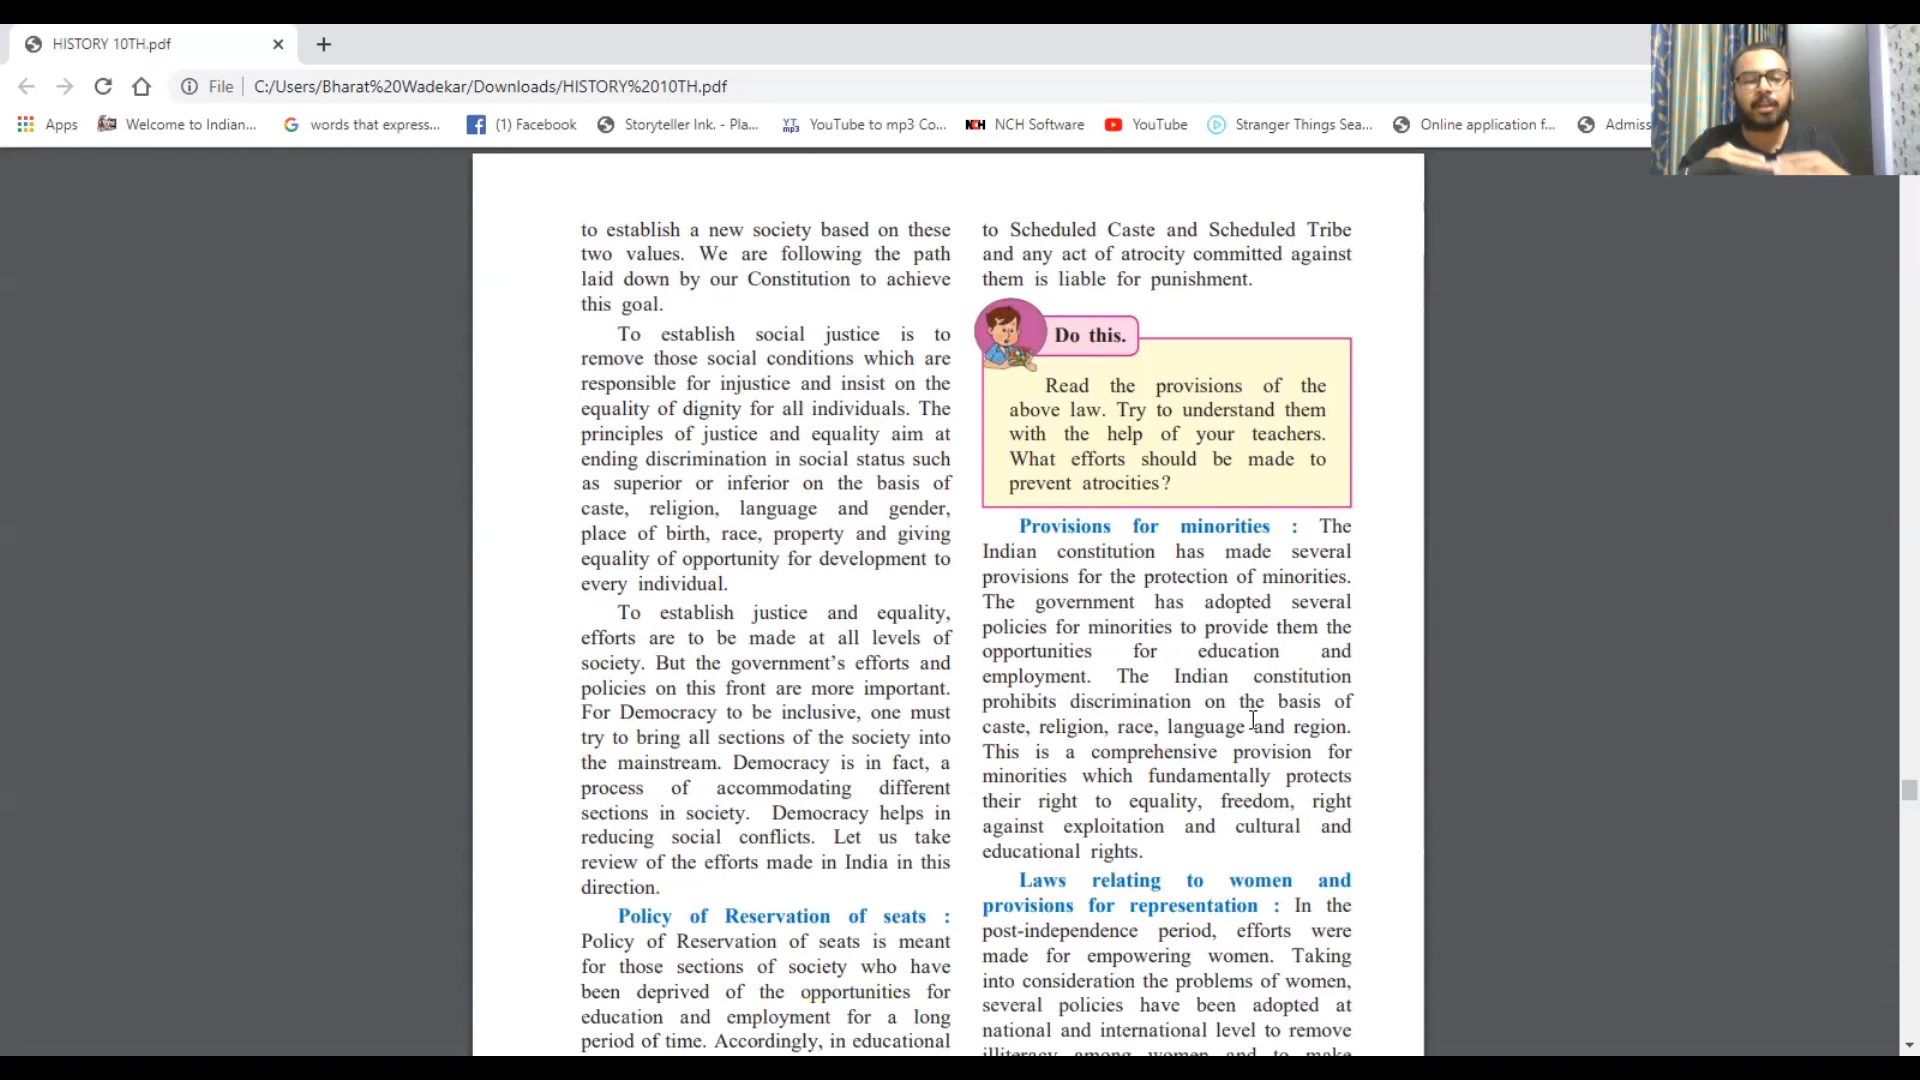 HISTORY 10TH.pdf
File C:/Users/Bharat%20Wadekar/Downloads/HISTORY%2010TH.pdf
Apps Welcome to Indian... words that express... (1) Facebook Storyteller Ink. - Pla... YT mp3 YouTube to mp3 Co... NCH NCH Software YouTube Stranger Things Sea... Online application f... Admiss
to establish a new society based on these
two values. We are following the path
laid down by our Constitution to achieve
this goal.
To establish social justice is to
remove those social conditions which are
responsible for injustice and insist on the
equality of dignity for all individuals. The
principles of justice and equality aim at
ending discrimination in social status such
as superior or inferior on the basis of
caste, religion, language and gender,
place of birth, race, property and giving
equality of opportunity for development to
every individual.
To establish justice and equality,
efforts are to be made at all levels of
society. But the government's efforts and
policies on this front are more important.
For Democracy to be inclusive, one must
try to bring all sections of the society into
the mainstream. Democracy is in fact, a
process of accommodating different
sections in society. Democracy helps in
reducing social conflicts. Let us take
review of the efforts made in India in this
direction.
Policy of Reservation of seats :
Policy of Reservation of seats is meant
for those sections of society who have
been deprived of the opportunities for
education and employment for a long
period of time. Accordingly, in educational
to Scheduled Caste and Scheduled Tribe
and any act of atrocity committed against
them is liable for punishment.
Do this.
Read the provisions of the
above law. Try to understand them
with the help of your teachers.
What efforts should be made to
prevent atrocities?
Provisions for minorities : The
Indian constitution has made several
provisions for the protection of minorities.
The government has adopted several
policies for minorities to provide them the
opportunities for education and
employment. The Indian constitution
prohibits discrimination on the basis of
caste, religion, race, language and region.
This is a comprehensive provision for
minorities which fundamentally protects
their right to equality, freedom, right
against exploitation and cultural and
educational rights.
Laws relating to women and
provisions for representation : In the
post-independence period, efforts were
made for empowering women. Taking
into consideration the problems of women,
several policies have been adopted at
national and international level to remove
illiteracy among women and to make